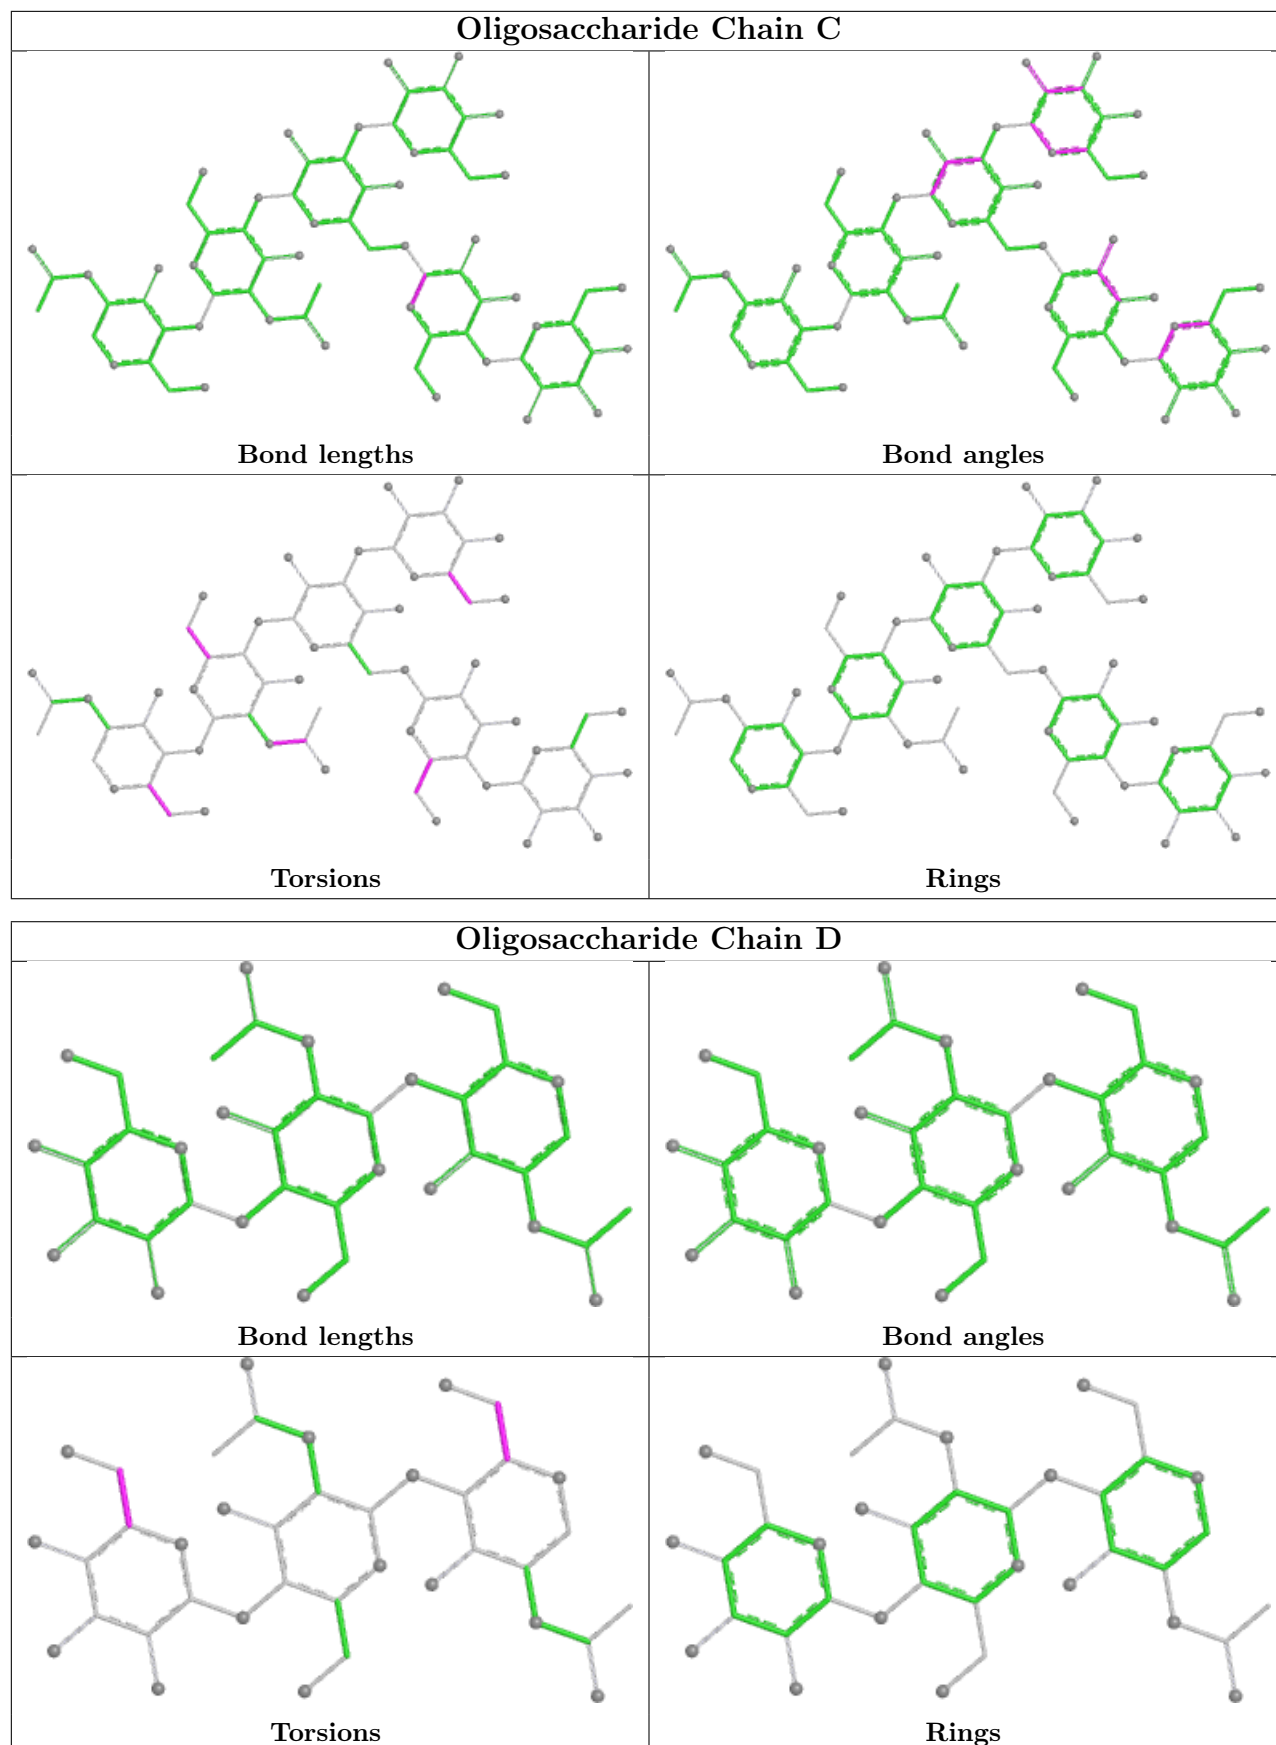 Oligosaccharide Chain C
Bond lengths
Bond angles
Torsions
Rings
Oligosaccharide Chain D
Bond lengths
Bond angles
Torsions
Rings